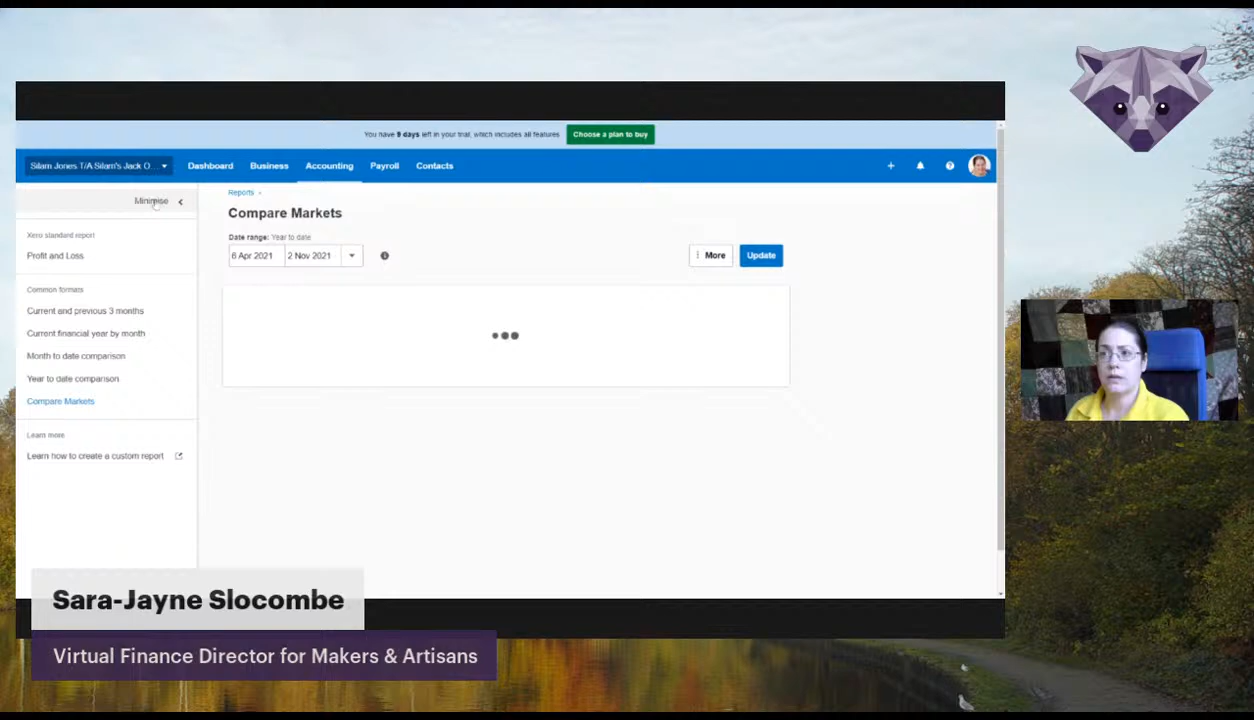 You have 9 days left in your trial, which includes all features
Choose a plan to buy
Silam Jones T/A Silam's Jack O...
Dashboard
Business
Accounting
Payroll
Contacts
Minimise
Reports
Compare Markets
Xero standard report
Date range: Year to date
Profit and Loss
6 Apr 2021
2 Nov 2021
More
Update
Common formats
Current and previous 3 months
Current financial year by month
Month to date comparison
Year to date comparison
Compare Markets
Learn more
Learn how to create a custom report
Sara-Jayne Slocombe
Virtual Finance Director for Makers & Artisans